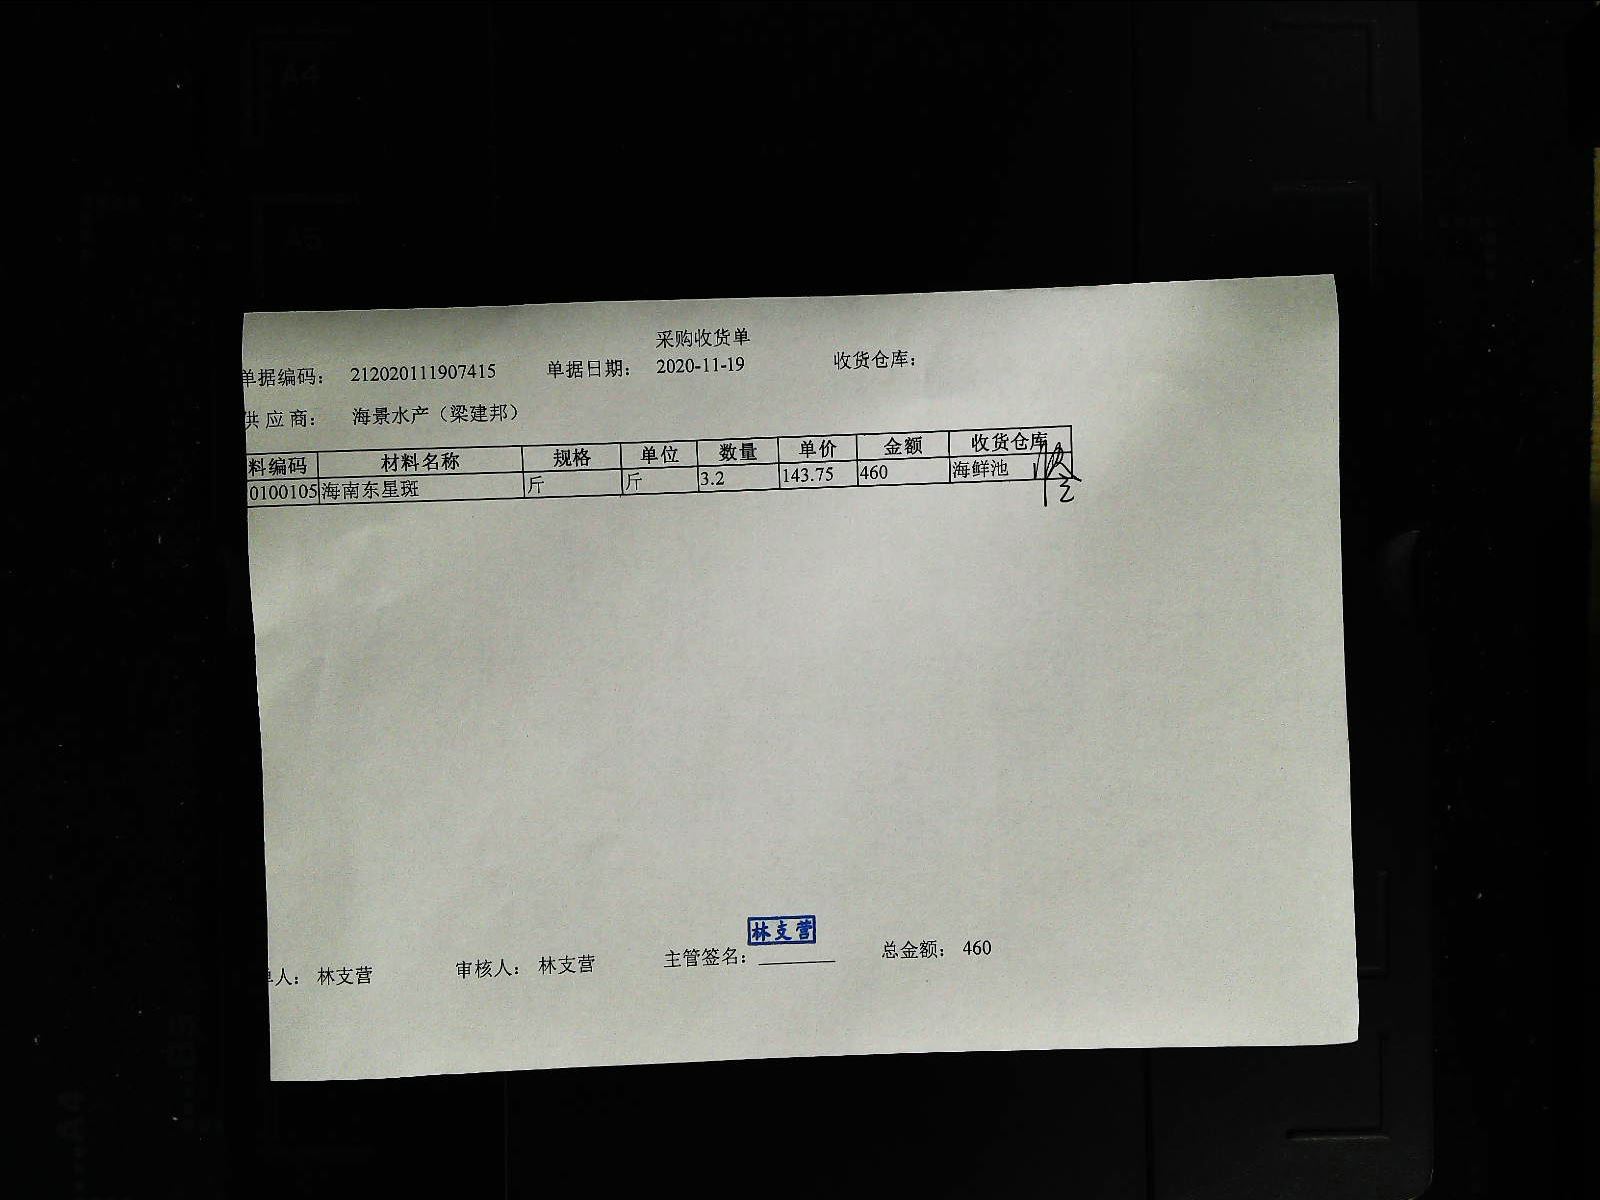 采购收货单
单据编码： 212020111907415 单据日期： 2020-11-19 收货仓库：
供应商： 海景水产（梁建邦）
料编码 材料名称 规格 单位 数量 单价 金额 收货仓库
0100105 海南东星斑 斤 斤 3.2 143.75 460 海鲜池
林支营
单人： 林支营 审核人： 林支营 主管签名： 总金额： 460
A4
A5